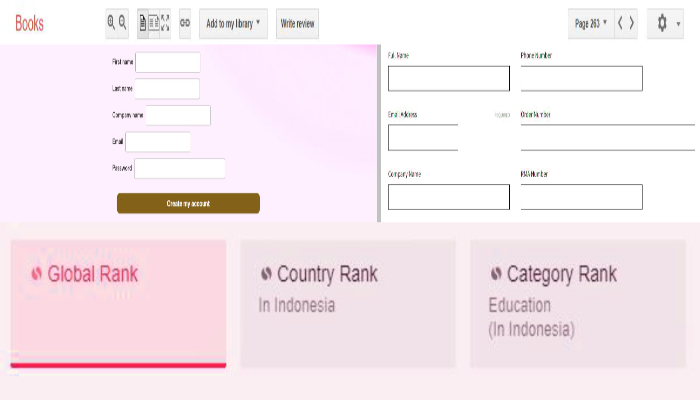 Books
Add to my library
Write review
Page 263
First name
Last name
Company name
Email
Password
Create my account
Full Name
Phone Number
Email Address
Order Number
Company Name
RMA Number
Global Rank
Country Rank
In Indonesia
Category Rank
Education
(In Indonesia)